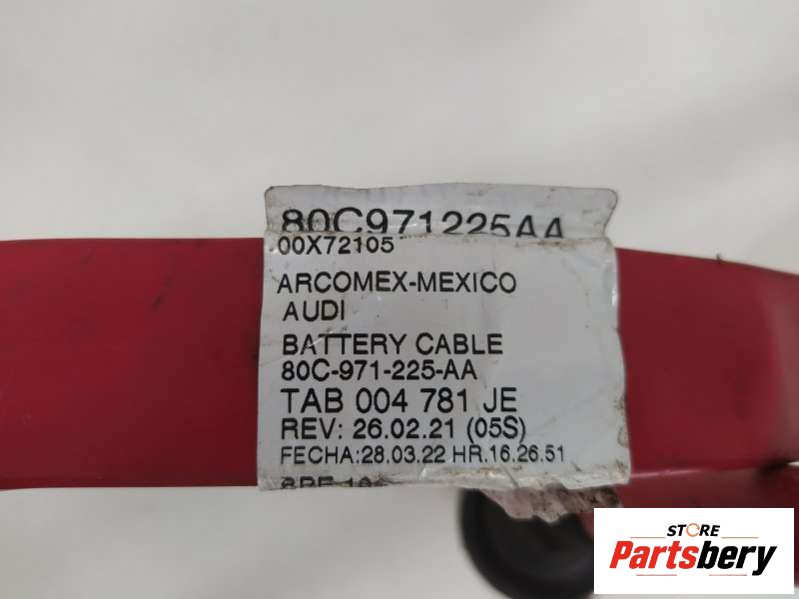 80C971225AA
00X72105
ARCOMEX-MEXICO
AUDI
BATTERY CABLE
80C-971-225-AA
TAB 004 781 JE
REV: 26.02.21 (05S)
FECHA:28.03.22 HR.16.26.51
STORE
Partsbery